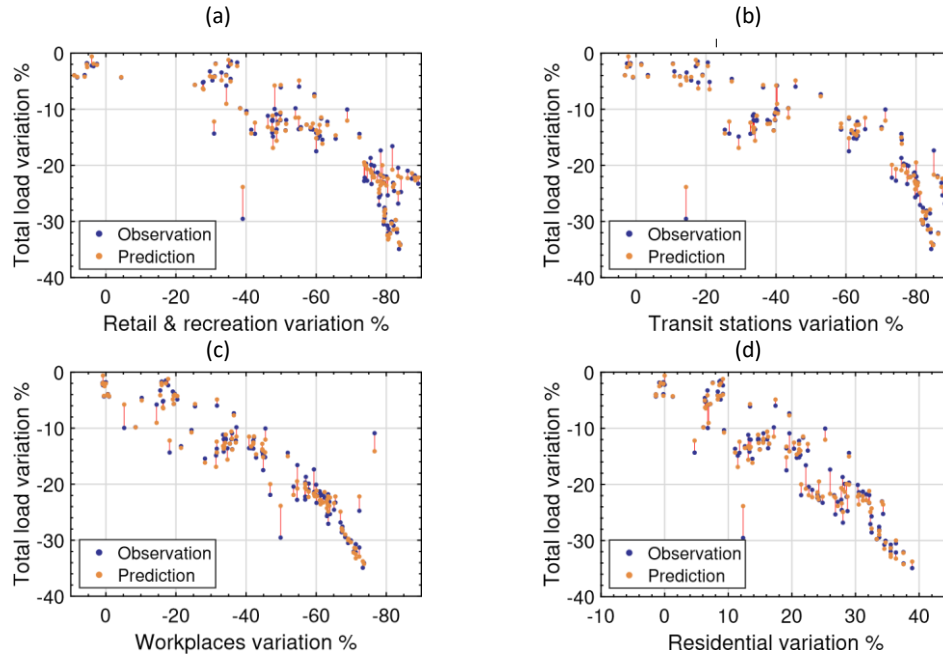 (a)
0
-10
-20
-30
-40
Total load variation %
Observation
Prediction
0 -20 -40 -60 -80
Retail & recreation variation %
(b)
0
-10
-20
-30
-40
Total load variation %
Observation
Prediction
0 -20 -40 -60 -80
Transit stations variation %
(c)
0
-10
-20
-30
-40
Total load variation %
Observation
Prediction
0 -20 -40 -60 -80
Workplaces variation %
(d)
0
-10
-20
-30
-40
Total load variation %
Observation
Prediction
-10 0 10 20 30 40
Residential variation %